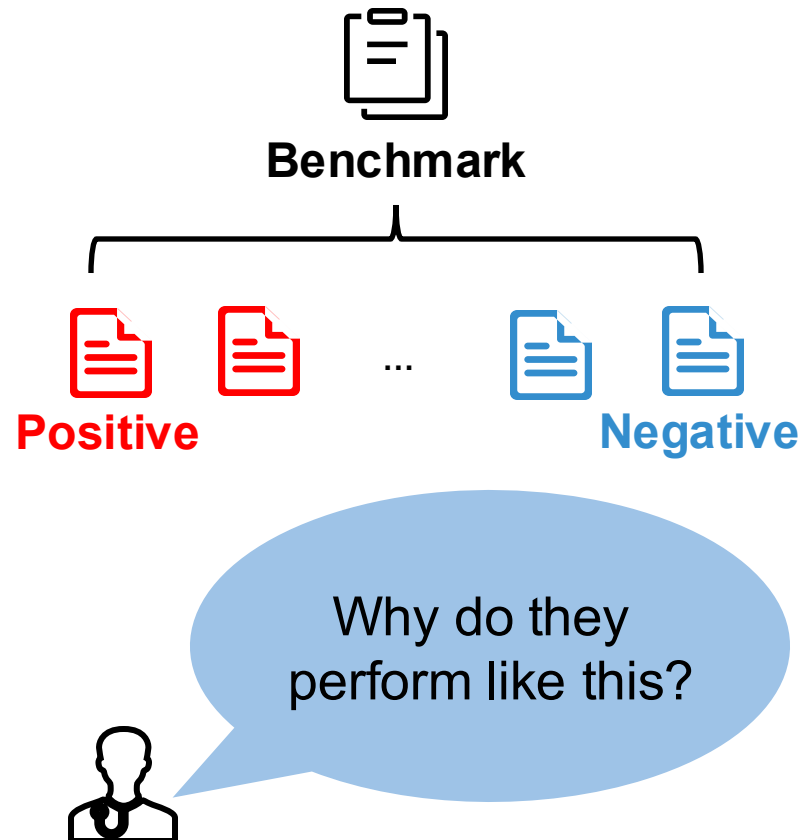 Benchmark
...
Positive
Negative
Why do they
perform like this?